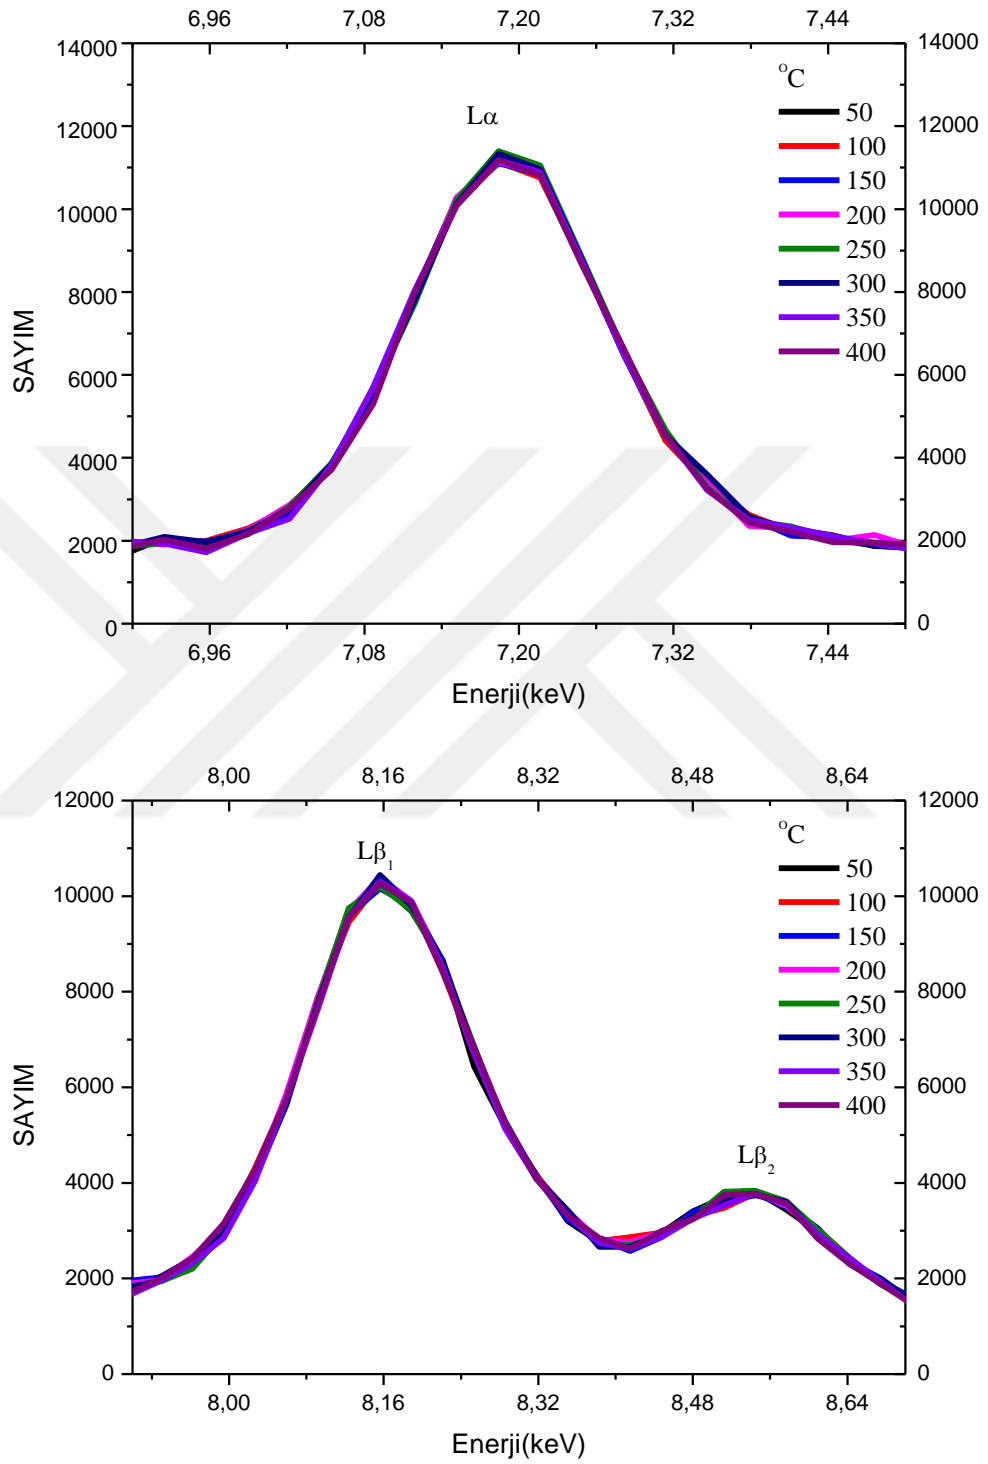 6,96 7,08 7,20 7,32 7,44
14000 14000
°C
50
Lα
12000 12000
100
150
10000 200 10000
250
300
8000 8000
350
400
SAYIM
6000 6000
4000 4000
2000 2000
0 0
6,96 7,08 7,20 7,32 7,44
Enerji(keV)
8,00 8,16 8,32 8,48 8,64
12000 12000
°C
Lβ₁
50
10000 100 10000
150
200
8000 250 8000
300
350
400
SAYIM
6000 6000
Lβ₂
4000 4000
2000 2000
0 0
8,00 8,16 8,32 8,48 8,64
Enerji(keV)